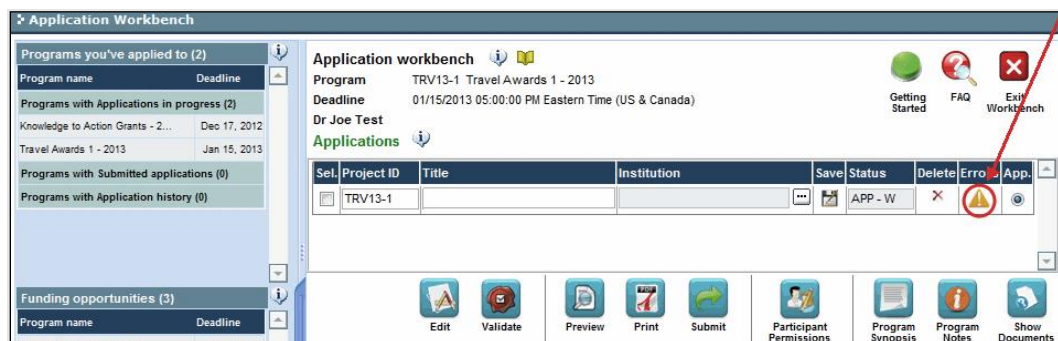 Application Workbench
Programs you've applied to (2)
Program name Deadline
Programs with Applications in progress (2)
Knowledge to Action Grants - 2... Dec 17, 2012
Travel Awards 1 - 2013 Jan 15, 2013
Programs with Submitted applications (0)
Programs with Application history (0)
Funding opportunities (3)
Program name Deadline
Application workbench
Program TRV13-1 Travel Awards 1 - 2013
Deadline 01/15/2013 05:00:00 PM Eastern Time (US & Canada)
Dr Joe Test
Applications
Getting Started
FAQ
Exit Workbench
Sel. Project ID Title Institution Save Status Delete Errors App.
TRV13-1 ... APP - W
Edit Validate Preview Print Submit Participant Permissions Program Synopsis Program Notes Show Documents